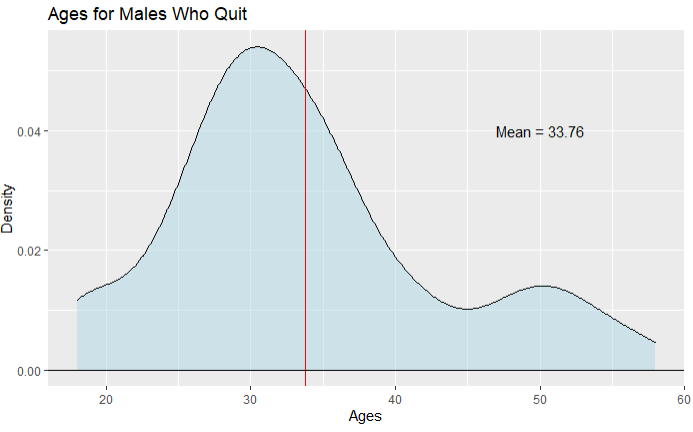 Ages for Males Who Quit
0.04
Mean = 33.76
Density
0.02
0.00
20 30 40 50 60
Ages